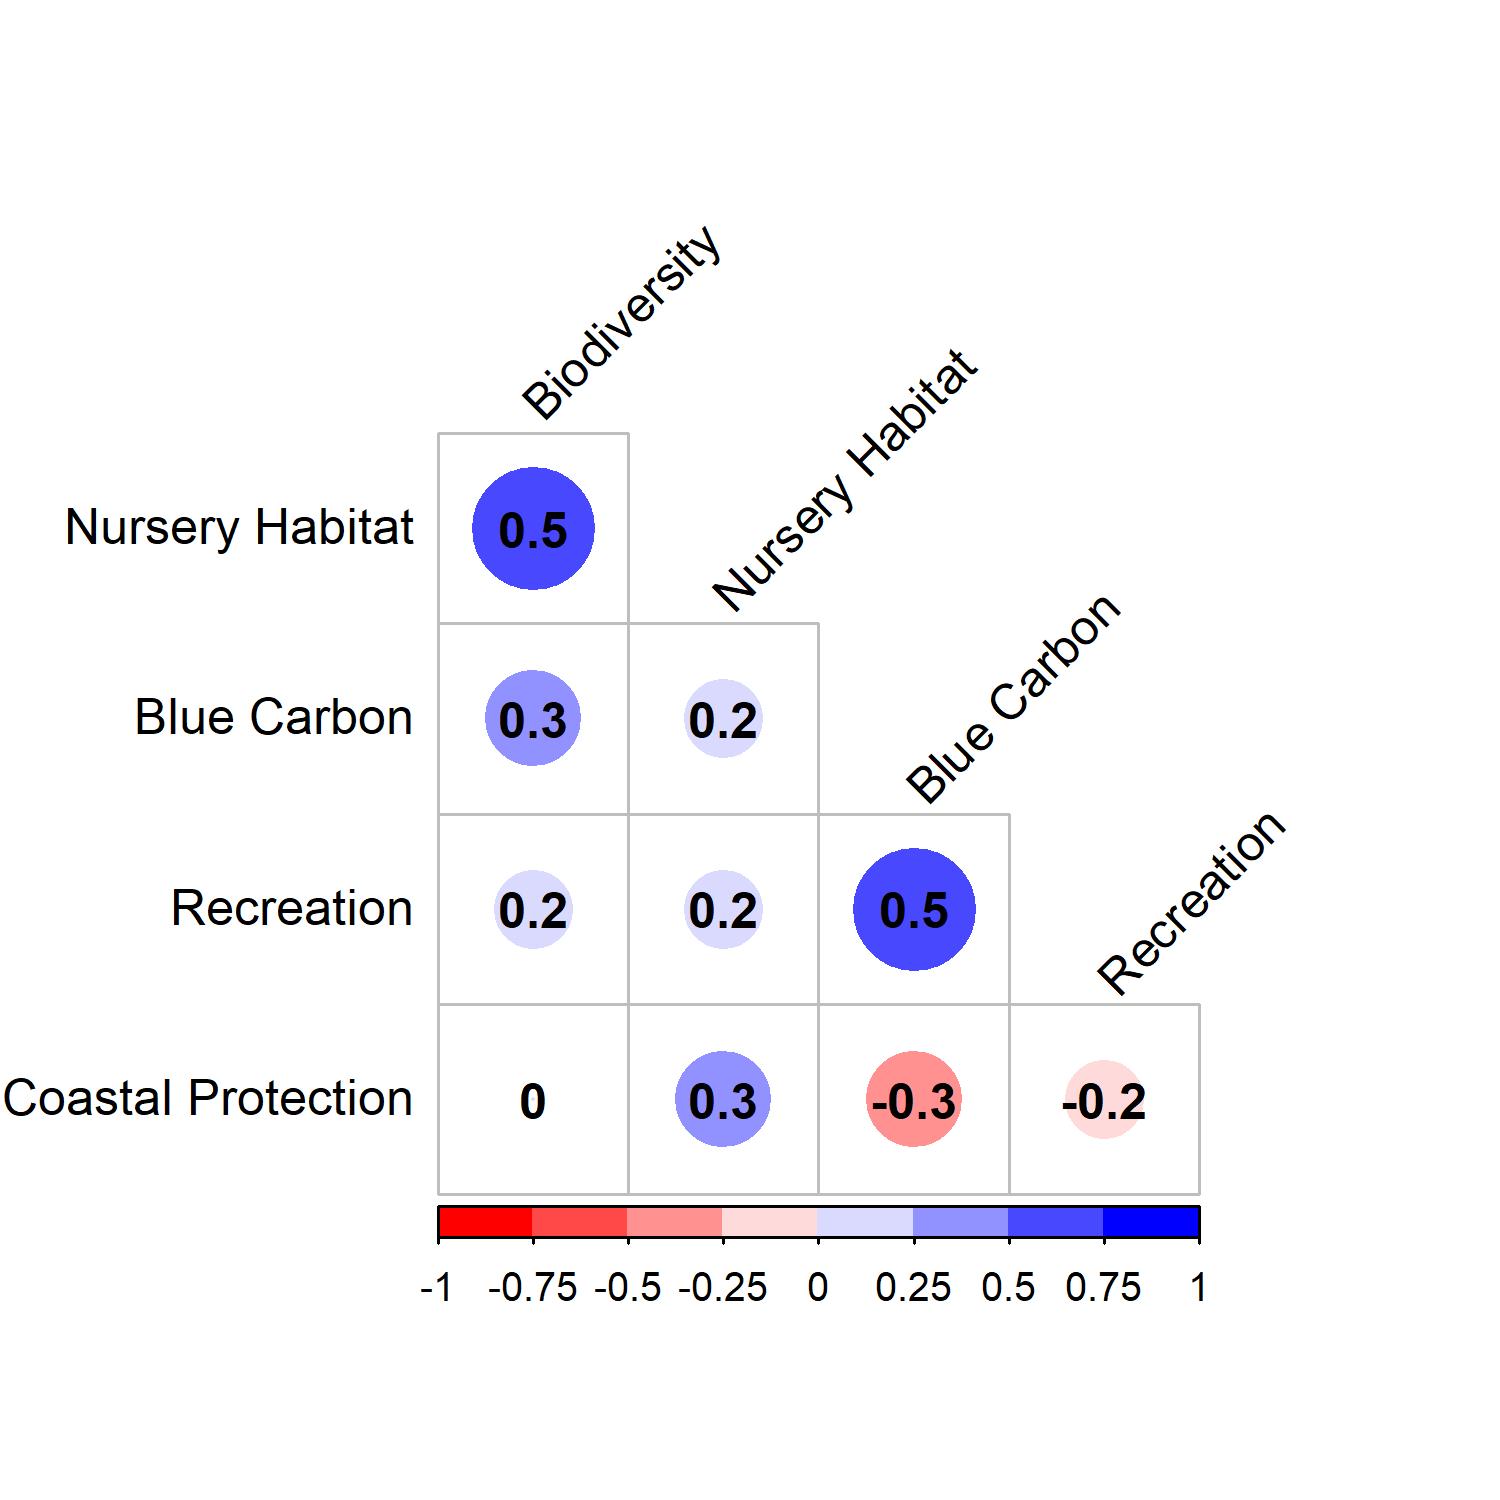 Biodiversity
Nursery Habitat
Nursery Habitat 0.5
Blue Carbon
Blue Carbon 0.3 0.2
Recreation
Recreation 0.2 0.2 0.5
Coastal Protection 0 0.3 -0.3 -0.2
-1 -0.75 -0.5 -0.25 0 0.25 0.5 0.75 1